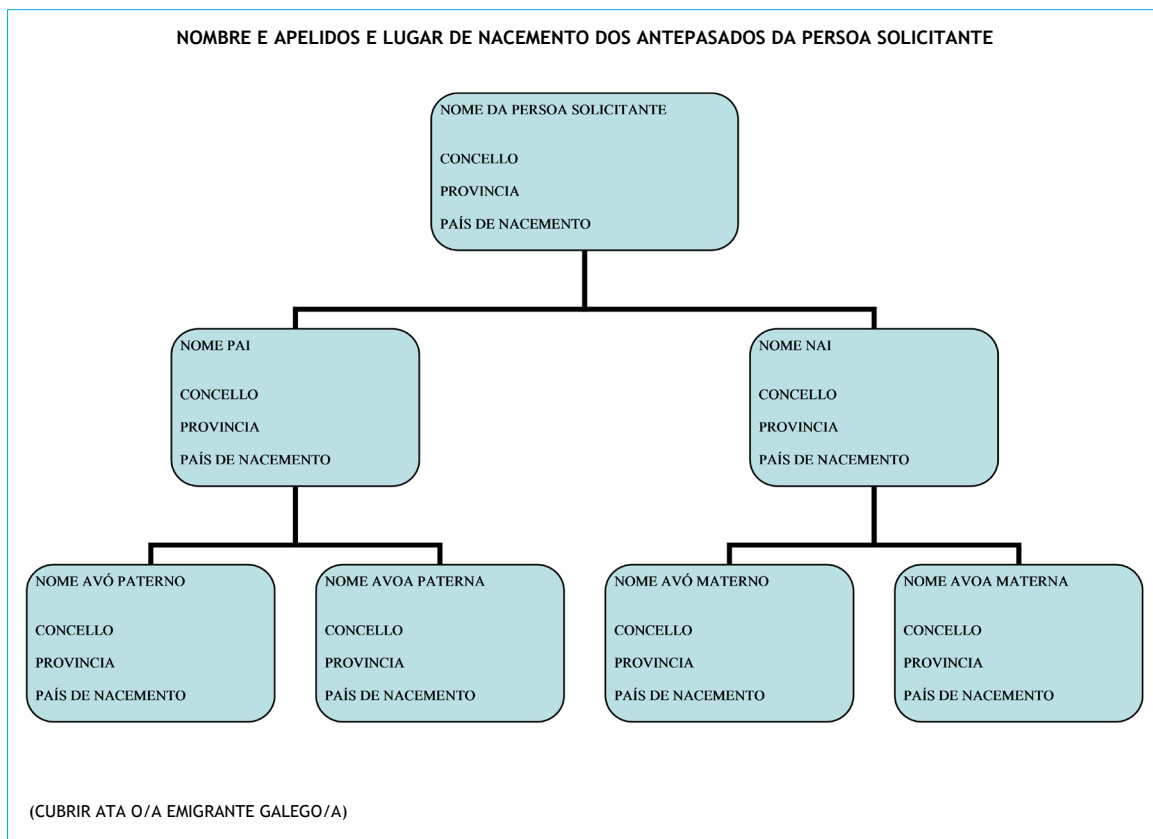 NOMBRE E APELIDOS E LUGAR DE NACEMENTO DOS ANTEPASADOS DA PERSOA SOLICITANTE
NOME DA PERSOA SOLICITANTE
CONCELLO
PROVINCIA
PAÍS DE NACEMENTO
NOME PAI
CONCELLO
PROVINCIA
PAÍS DE NACEMENTO
NOME NAI
CONCELLO
PROVINCIA
PAÍS DE NACEMENTO
NOME AVÓ PATERNO
CONCELLO
PROVINCIA
PAÍS DE NACEMENTO
NOME AVOA PATERNA
CONCELLO
PROVINCIA
PAÍS DE NACEMENTO
NOME AVÓ MATERNO
CONCELLO
PROVINCIA
PAÍS DE NACEMENTO
NOME AVOA MATERNA
CONCELLO
PROVINCIA
PAÍS DE NACEMENTO
(CUBRIR ATA O/A EMIGRANTE GALEGO/A)